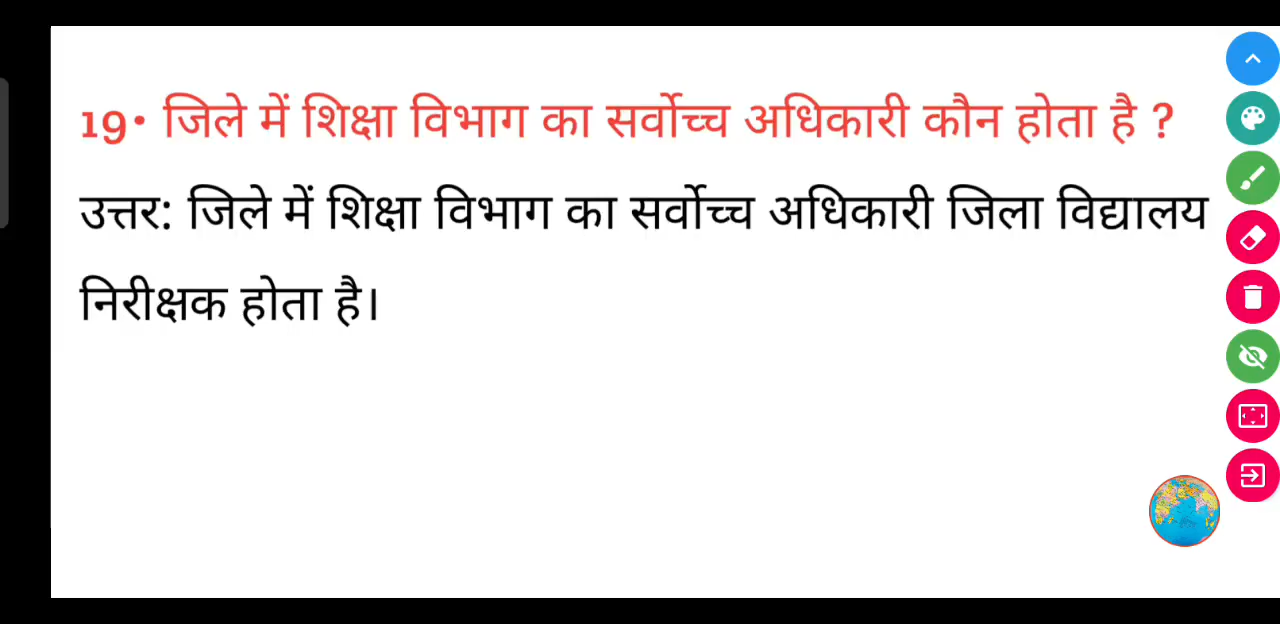 19• जिले में शिक्षा विभाग का सर्वोच्च अधिकारी कौन होता है ?
उत्तर: जिले में शिक्षा विभाग का सर्वोच्च अधिकारी जिला विद्यालय
निरीक्षक होता है।